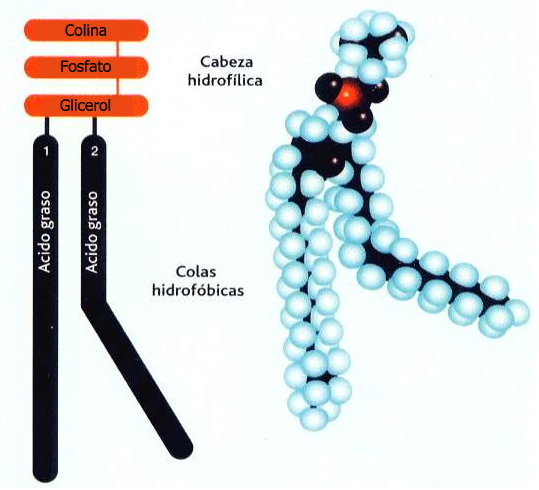 Colina
Fosfato
Glicerol
1
2
Acido graso
Acido graso
Cabeza
hidrofílica
Colas
hidrofóbicas